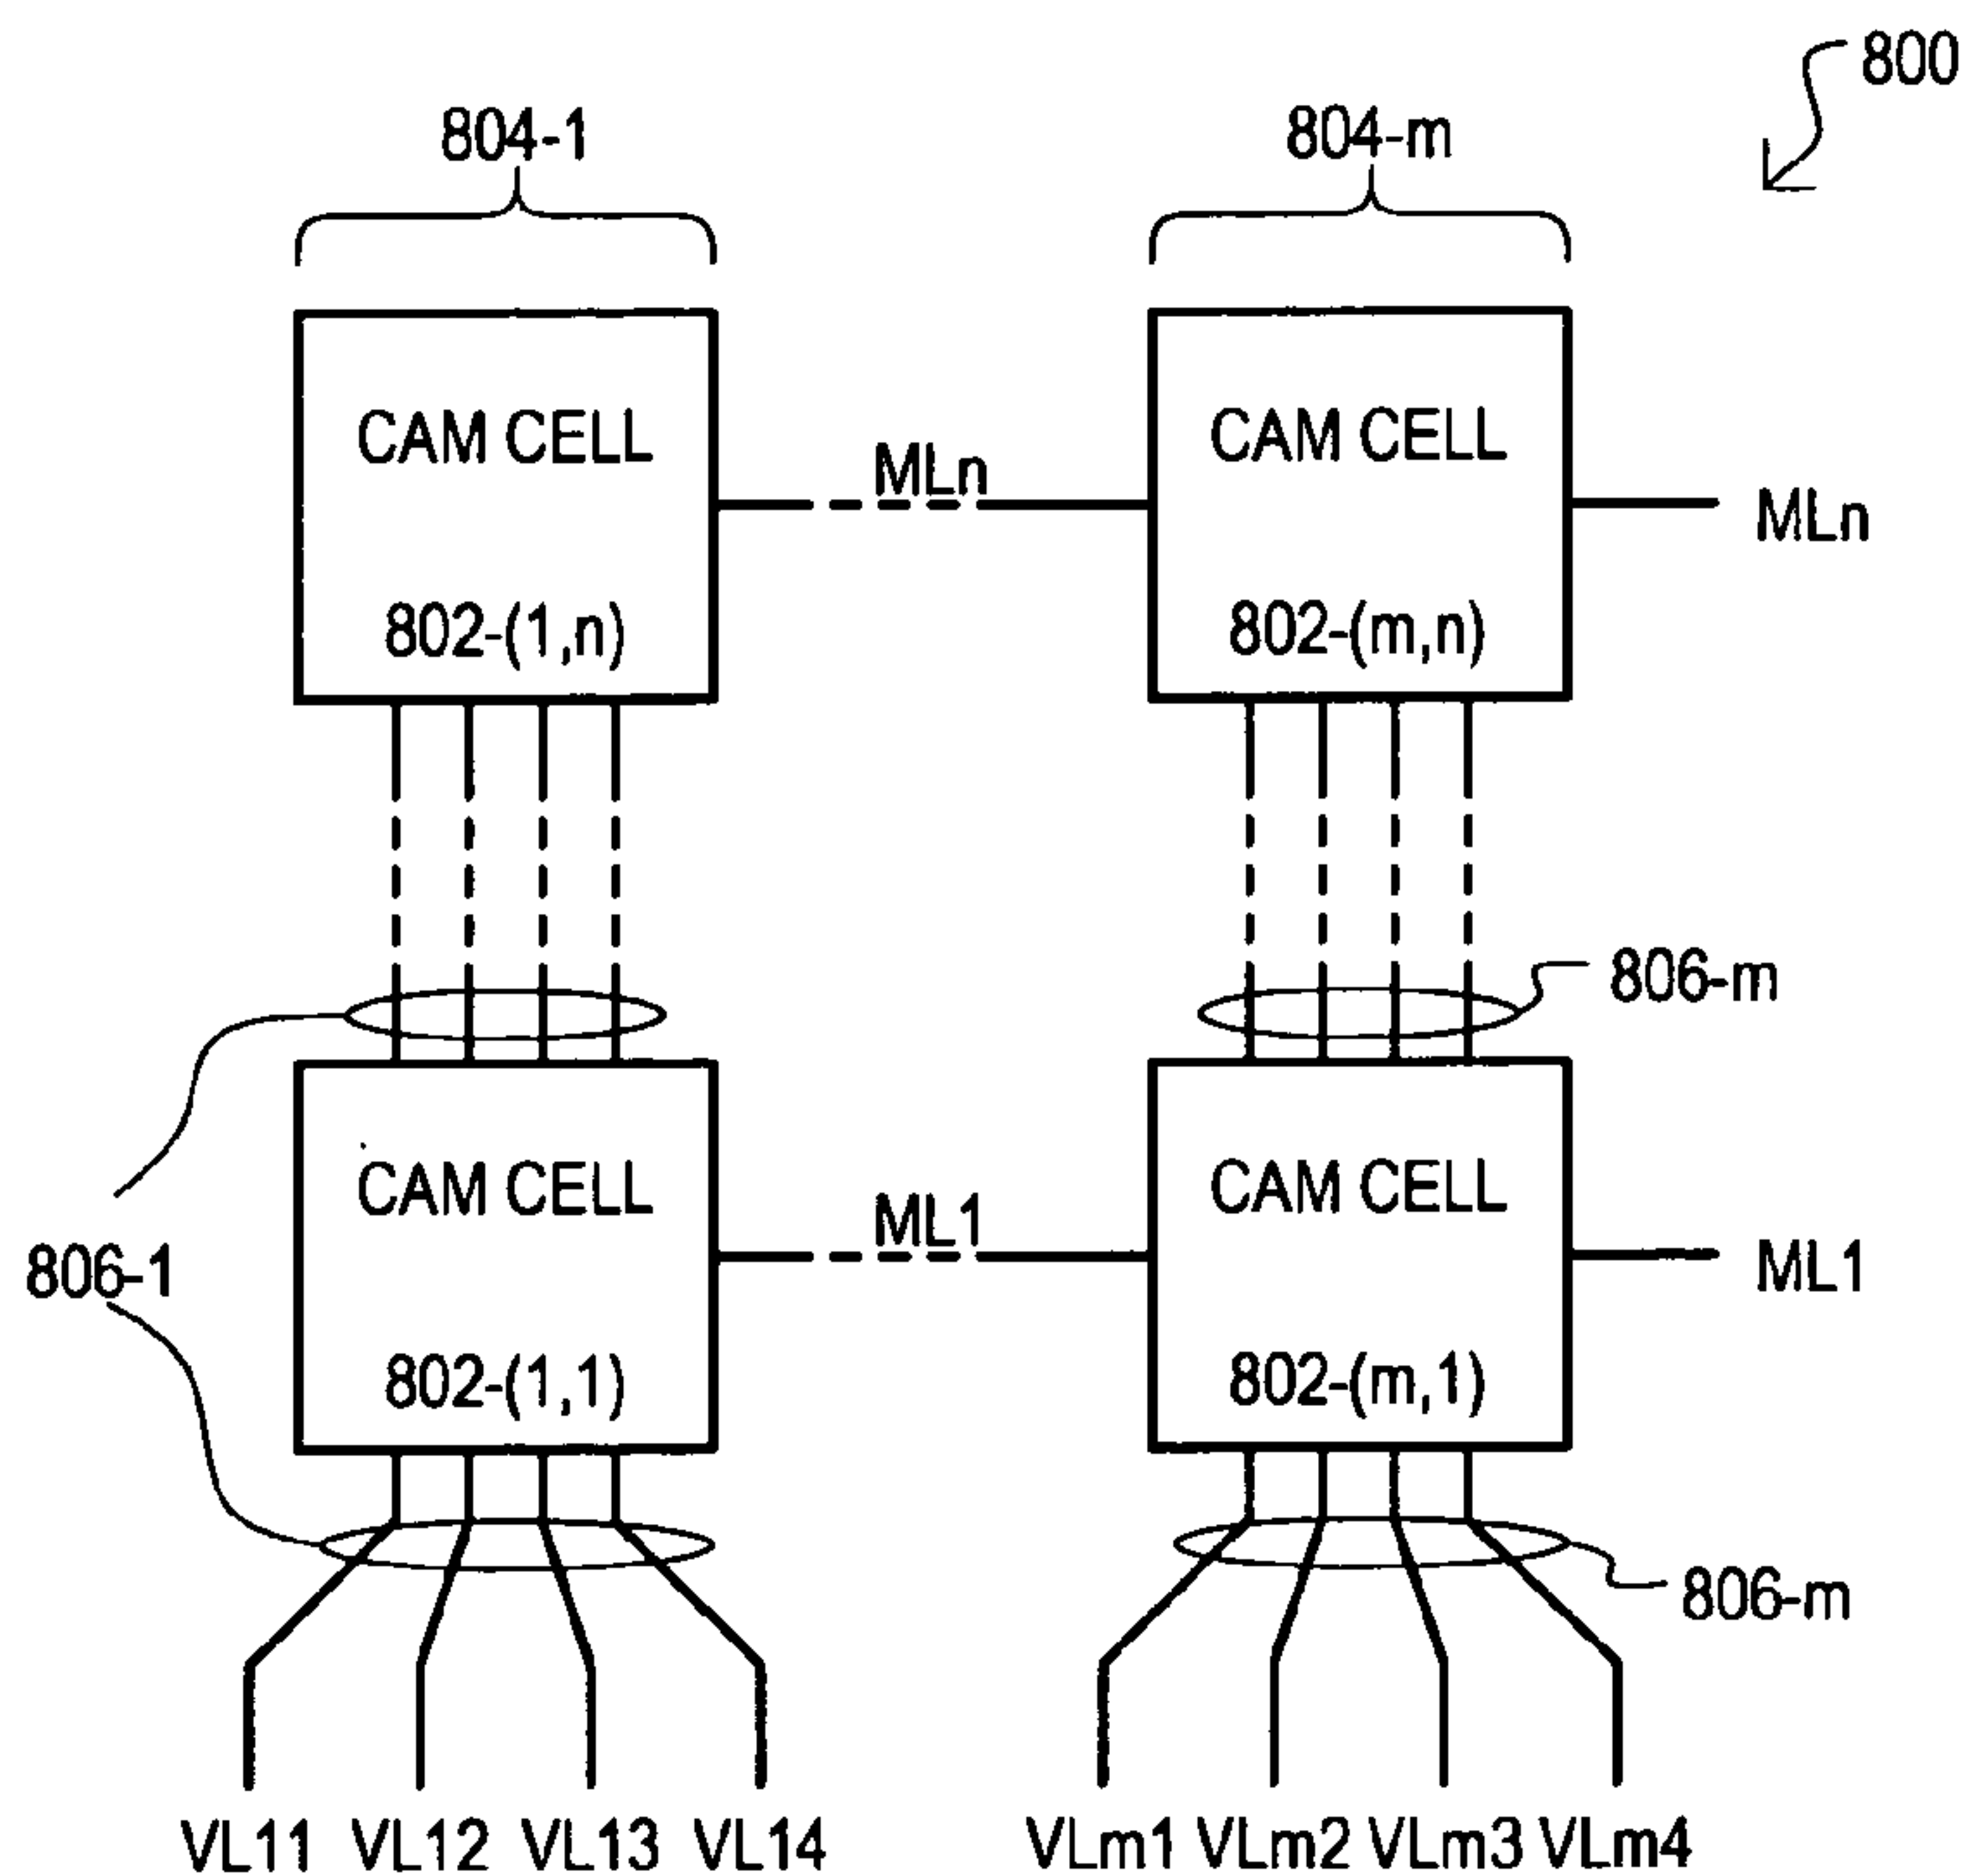 800
804-1 804-m
CAM CELL CAM CELL
MLn MLn
802-(1,n) 802-(m,n)
806-m
CAM CELL CAM CELL
ML1 ML1
806-1
802-(1,1) 802-(m,1)
806-m
VL11 VL12 VL13 VL14 VLm1 VLm2 VLm3 VLm4